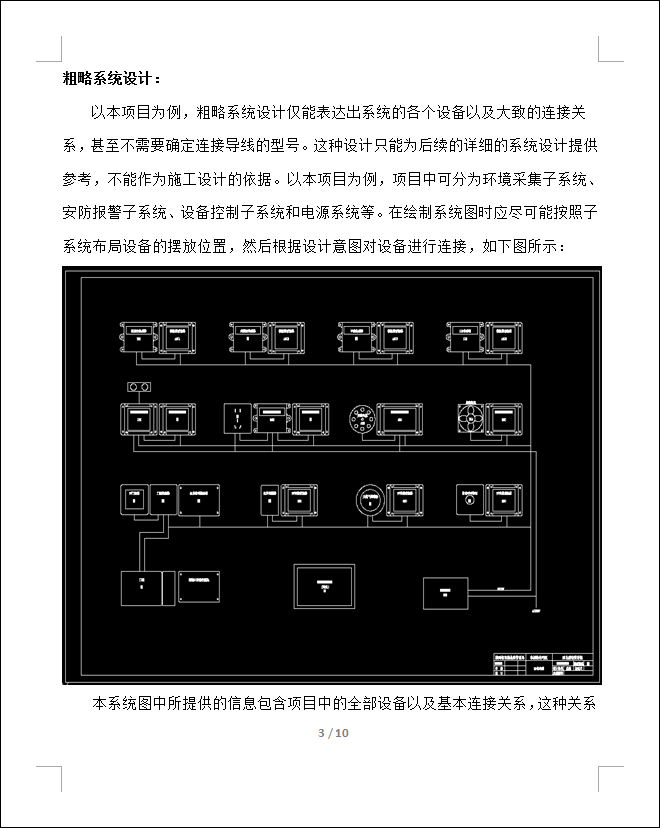 粗略系统设计：
以本项目为例，粗略系统设计仅能表达出系统的各个设备以及大致的连接关
系，甚至不需要确定连接导线的型号。这种设计只能为后续的详细的系统设计提供
参考，不能作为施工设计的依据。以本项目为例，项目中可分为环境采集子系统、
安防报警子系统、设备控制子系统和电源系统等。在绘制系统图时应尽可能按照子
系统布局设备的摆放位置，然后根据设计意图对设备进行连接，如下图所示：
本系统图中所提供的信息包含项目中的全部设备以及基本连接关系，这种关系
3 / 10